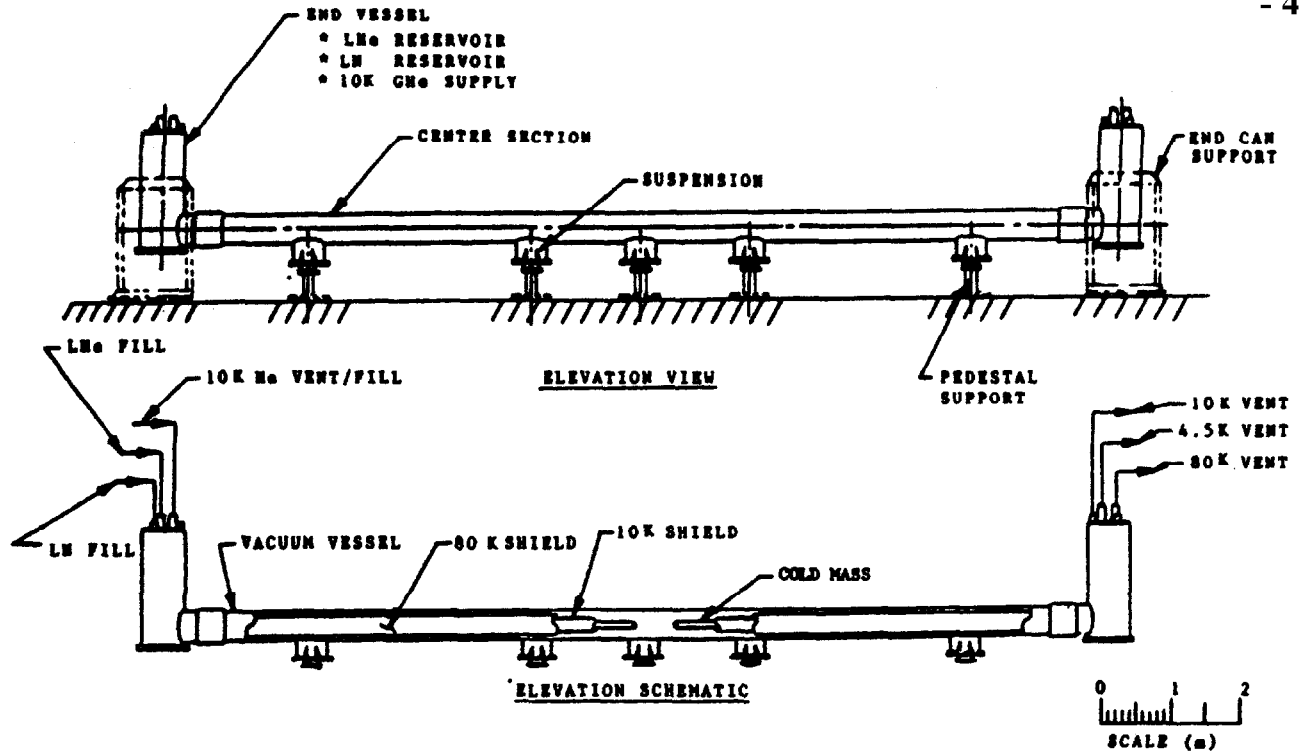 - 4
END VESSEL
* LHe RESERVOIR
* LN RESERVOIR
* 10K GHe SUPPLY
CENTER SECTION
SUSPENSION
END CAN
SUPPORT
LHe FILL
10K He VENT/FILL
ELEVATION VIEW
PEDESTAL
SUPPORT
10K VENT
4.5K VENT
80K VENT
LN FILL
VACUUM VESSEL
80K SHIELD
10K SHIELD
COLD MASS
ELEVATION SCHEMATIC
0 1 2
SCALE (m)